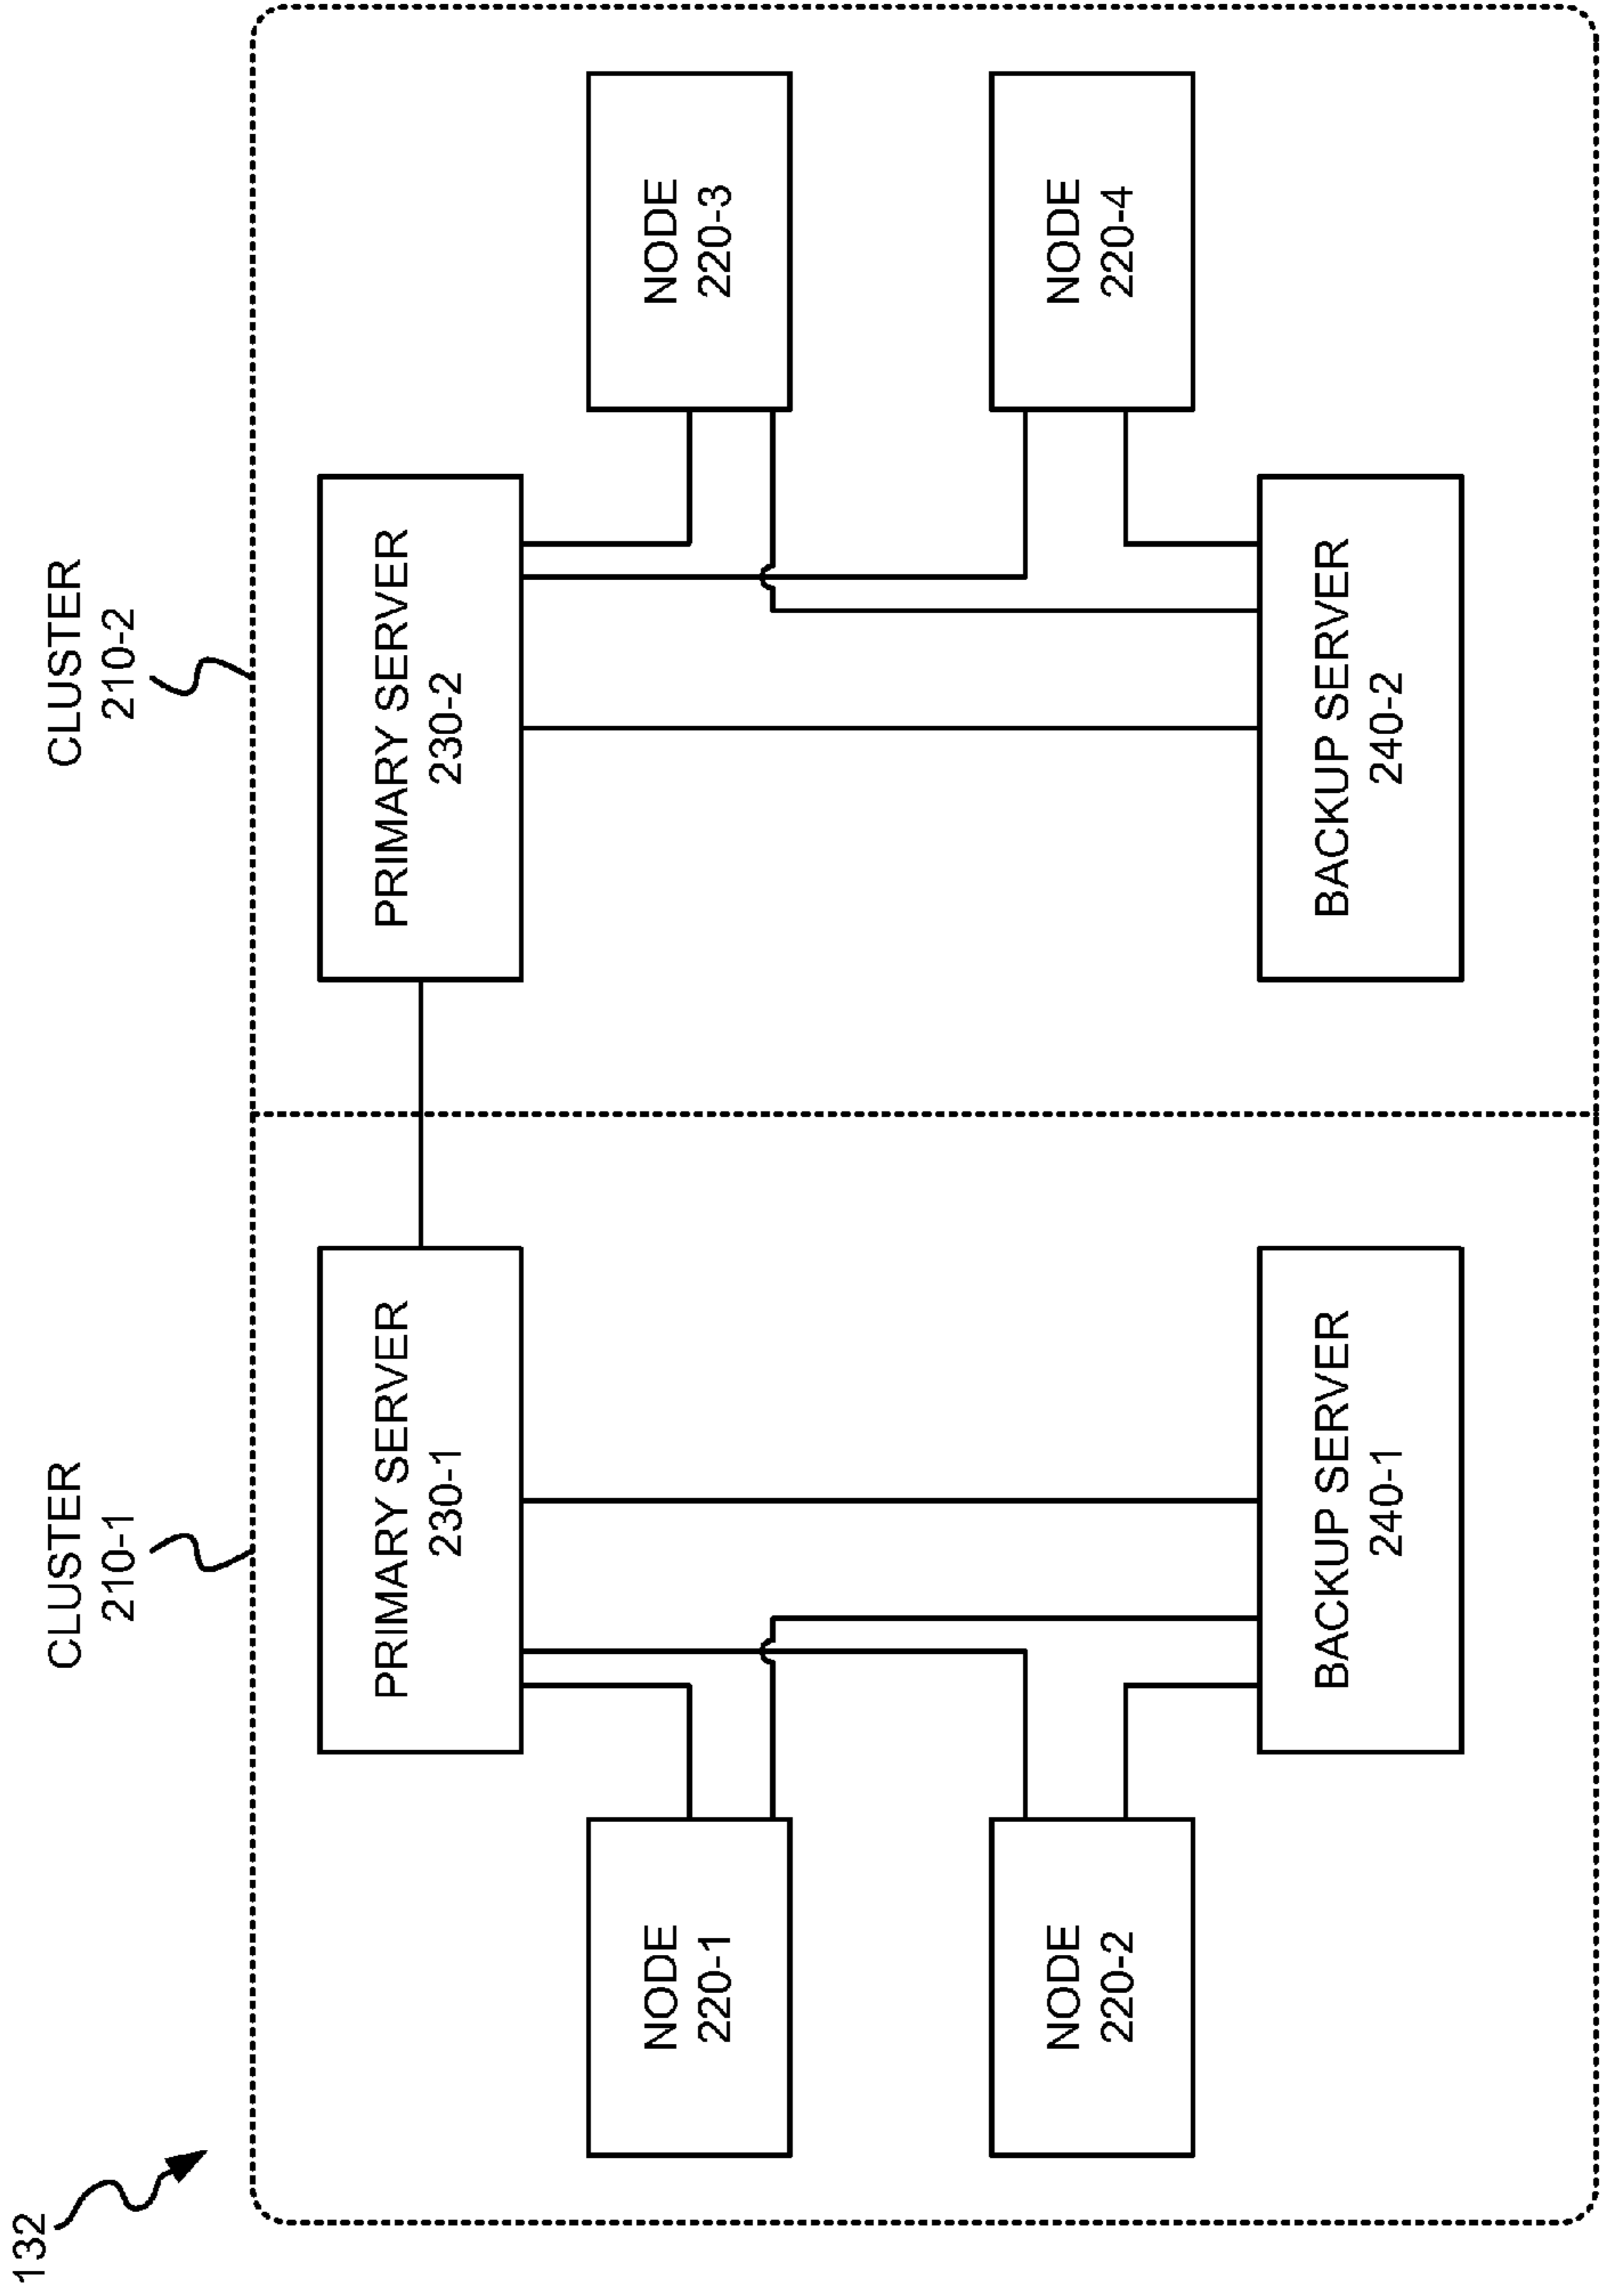 132
CLUSTER
210-1
CLUSTER
210-2
PRIMARY SERVER
230-1
PRIMARY SERVER
230-2
NODE
220-1
NODE
220-3
NODE
220-2
NODE
220-4
BACKUP SERVER
240-1
BACKUP SERVER
240-2